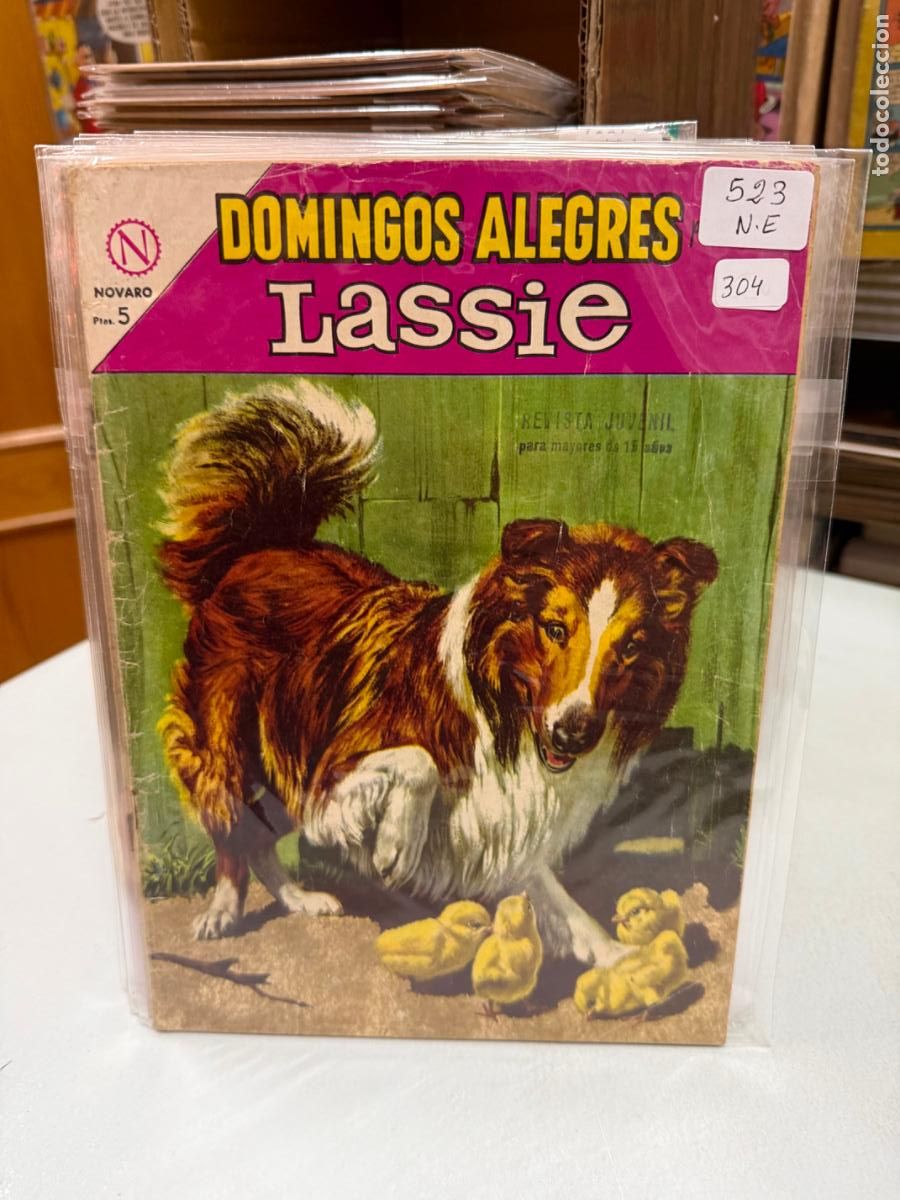 todocoleccion
DOMINGOS ALEGRES
Lassie
N
NOVARO
Ptas. 5
523
N.E
304
REVISTA JUVENIL
para mayores de 15 años